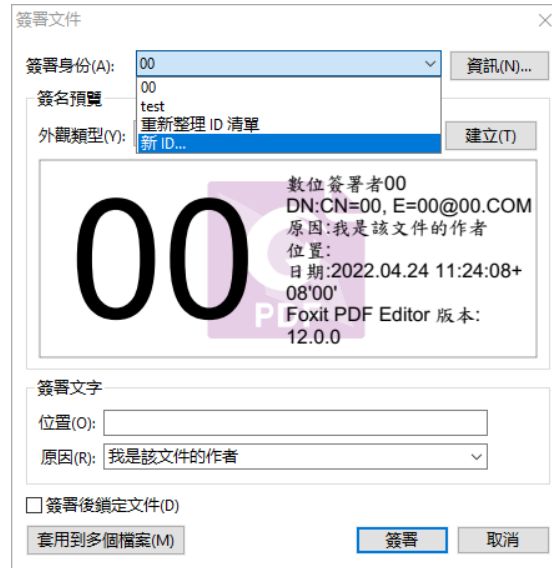 簽署文件
簽署身份(A): 00 資訊(N)...
00
test
重新整理 ID 清單
新 ID...
簽名預覽
外觀類型(Y): 建立(T)
00
PDF
數位簽署者00
DN:CN=00, E=00@00.COM
原因:我是該文件的作者
位置:
日期:2022.04.24 11:24:08+
08'00'
Foxit PDF Editor 版本:
12.0.0
簽署文字
位置(O):
原因(R): 我是該文件的作者
簽署後鎖定文件(D)
套用到多個檔案(M) 簽署 取消